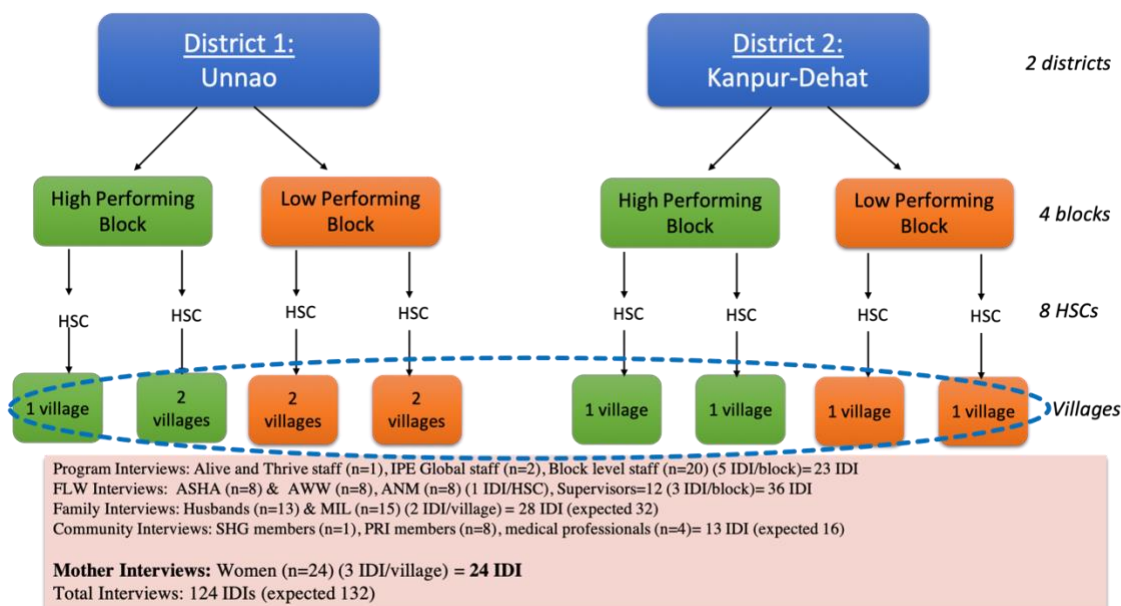 District 1:
Unnao
District 2:
Kanpur-Dehat
2 districts
High Performing
Block
Low Performing
Block
High Performing
Block
Low Performing
Block
4 blocks
HSC
HSC
HSC
HSC
HSC
HSC
HSC
HSC
8 HSCs
1 village
2
villages
2
villages
2
villages
1 village
1 village
1 village
1 village
Villages
Program Interviews: Alive and Thrive staff (n=1), IPE Global staff (n=2), Block level staff (n=20) (5 IDI/block)= 23 IDI
FLW Interviews: ASHA (n=8) & AWW (n=8), ANM (n=8) (1 IDI/HSC), Supervisors=12 (3 IDI/block)= 36 IDI
Family Interviews: Husbands (n=13) & MIL (n=15) (2 IDI/village) = 28 IDI (expected 32)
Community Interviews: SHG members (n=1), PRI members (n=8), medical professionals (n=4)= 13 IDI (expected 16)
Mother Interviews: Women (n=24) (3 IDI/village) = 24 IDI
Total Interviews: 124 IDIs (expected 132)